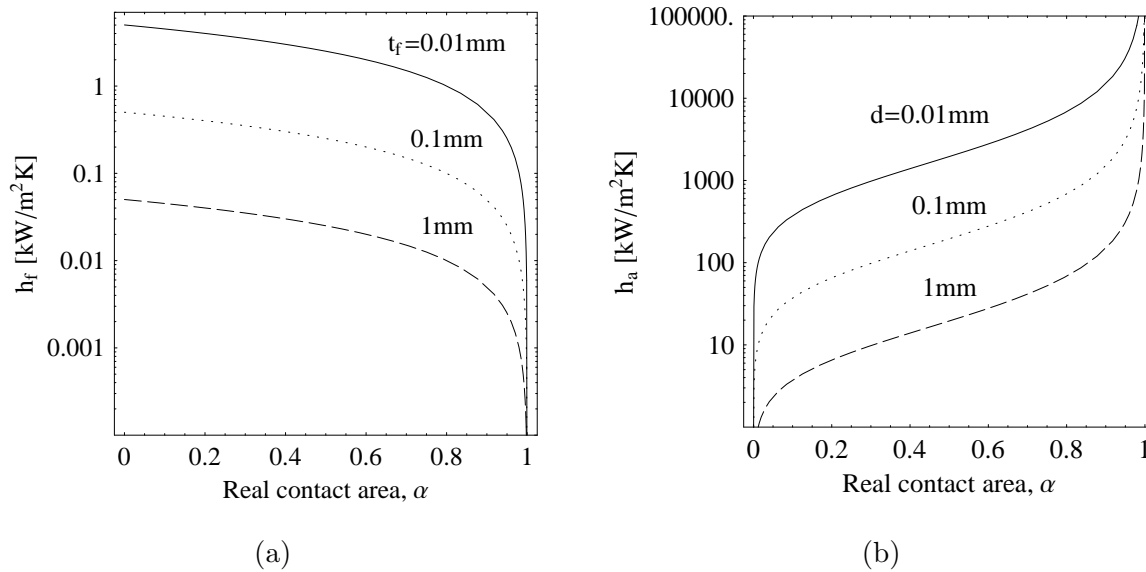 t_f=0.01mm
0.1mm
1mm
1
0.1
0.01
0.001
h_f [kW/m²K]
0 0.2 0.4 0.6 0.8 1
Real contact area, α
(a)
100000.
10000
1000
100
10
d=0.01mm
0.1mm
1mm
h_a [kW/m²K]
0 0.2 0.4 0.6 0.8 1
Real contact area, α
(b)